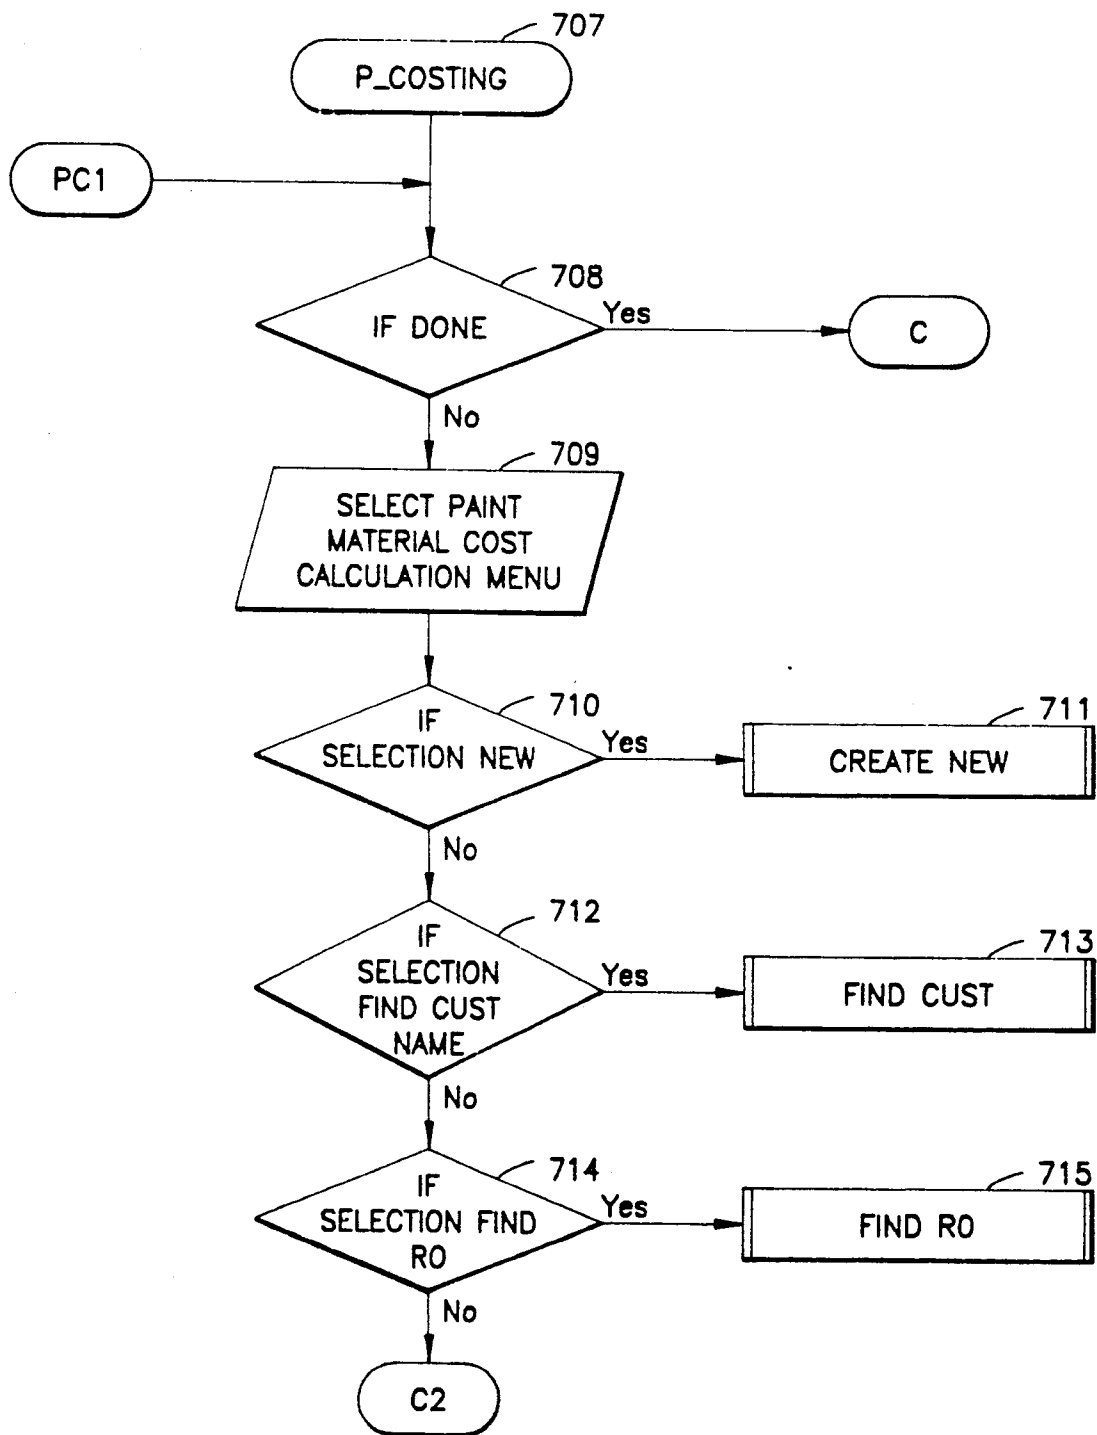 707
P_COSTING
PC1
708
IF DONE
Yes
C
No
709
SELECT PAINT
MATERIAL COST
CALCULATION MENU
710
IF
SELECTION NEW
Yes
711
CREATE NEW
No
712
IF
SELECTION
FIND CUST
NAME
Yes
713
FIND CUST
No
714
IF
SELECTION FIND
RO
Yes
715
FIND RO
No
C2